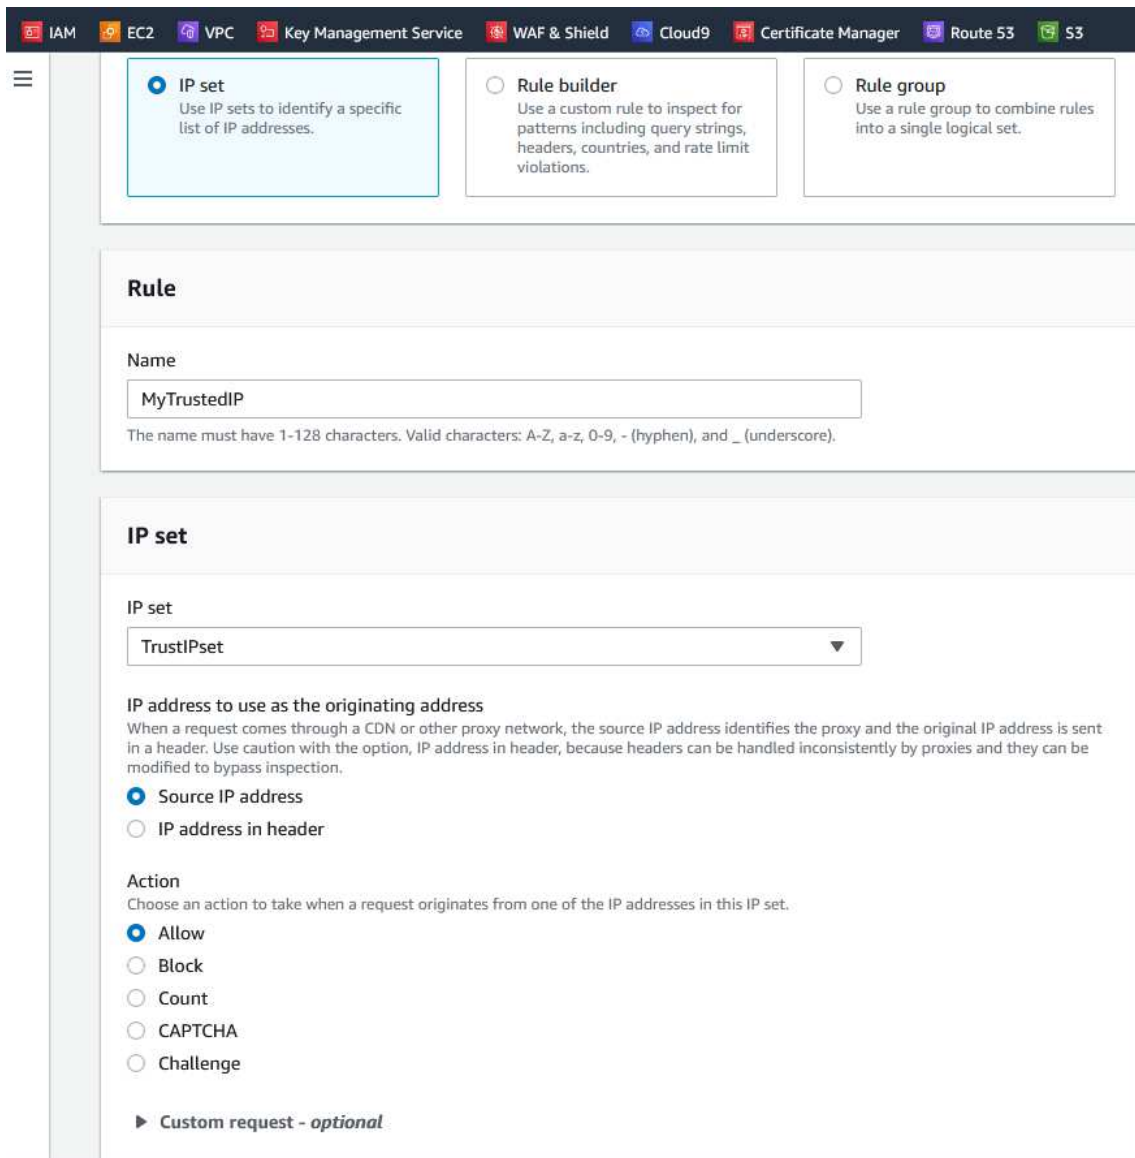 IAM EC2 VPC Key Management Service WAF & Shield Cloud9 Certificate Manager Route 53 S3
IP set
Use IP sets to identify a specific
list of IP addresses.
Rule builder
Use a custom rule to inspect for
patterns including query strings,
headers, countries, and rate limit
violations.
Rule group
Use a rule group to combine rules
into a single logical set.
Rule
Name
MyTrustedIP
The name must have 1-128 characters. Valid characters: A-Z, a-z, 0-9, - (hyphen), and _ (underscore).
IP set
IP set
TrustIPset
IP address to use as the originating address
When a request comes through a CDN or other proxy network, the source IP address identifies the proxy and the original IP address is sent
in a header. Use caution with the option, IP address in header, because headers can be handled inconsistently by proxies and they can be
modified to bypass inspection.
Source IP address
IP address in header
Action
Choose an action to take when a request originates from one of the IP addresses in this IP set.
Allow
Block
Count
CAPTCHA
Challenge
Custom request - optional